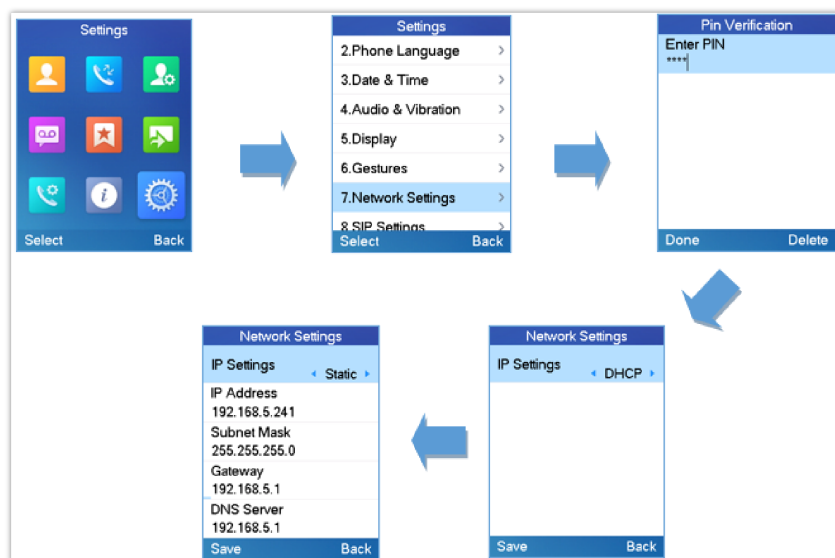 Settings
Select Back
Settings
2.Phone Language
3.Date & Time
4.Audio & Vibration
5.Display
6.Gestures
7.Network Settings
8.SIP Settings
Select Back
Pin Verification
Enter PIN
****
Done Delete
Network Settings
IP Settings
DHCP
Save Back
Network Settings
IP Settings
Static
IP Address
192.168.5.241
Subnet Mask
255.255.255.0
Gateway
192.168.5.1
DNS Server
192.168.5.1
Save Back